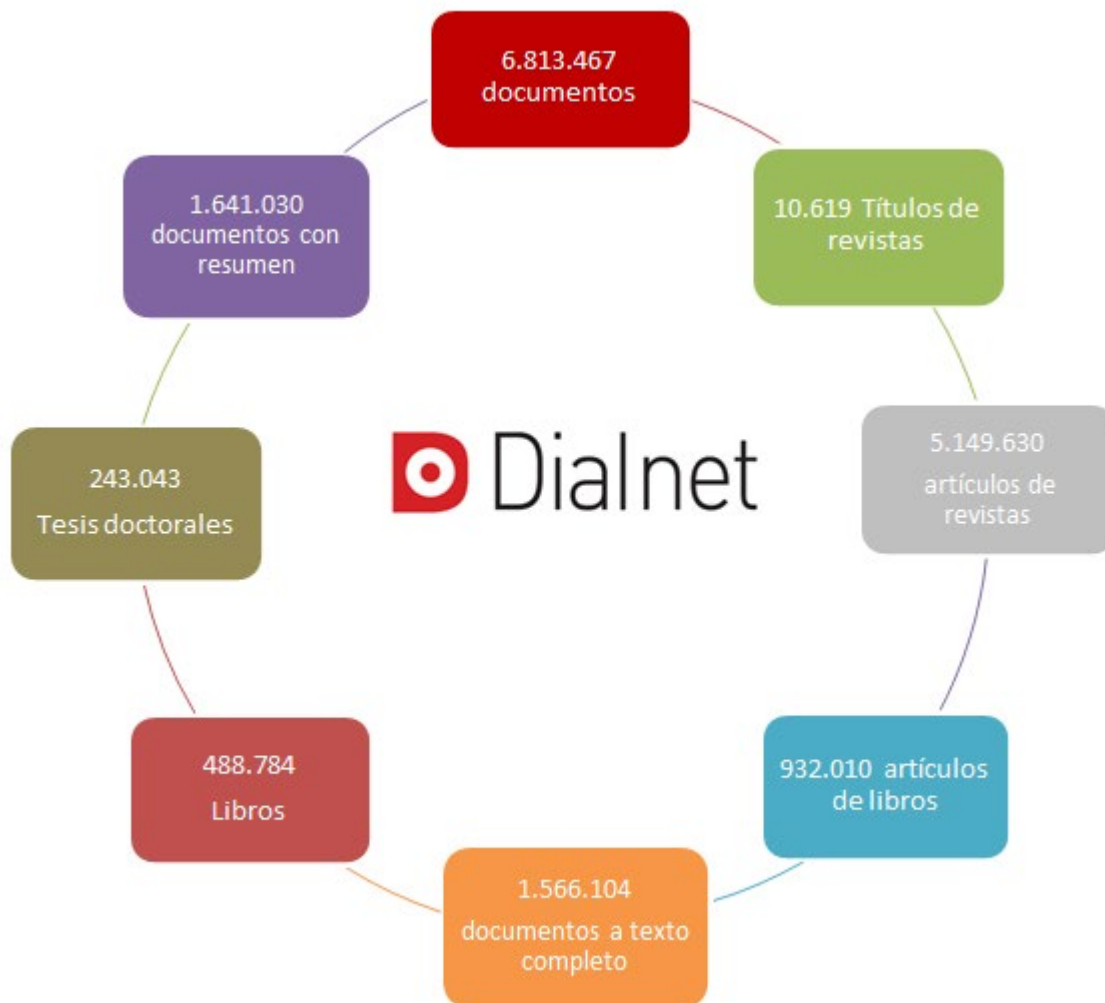 6.813.467
documentos
10.619 Títulos de
revistas
5.149.630
artículos de
revistas
932.010 artículos
de libros
1.566.104
documentos a texto
completo
488.784
Libros
243.043
Tesis doctorales
1.641.030
documentos con
resumen
Dialnet